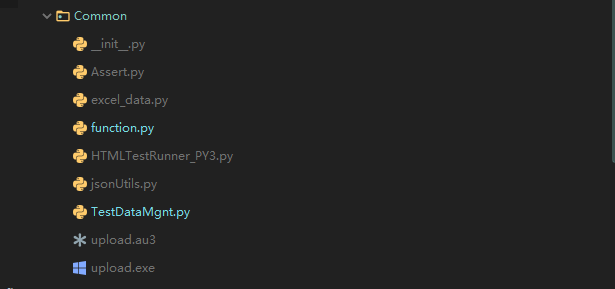 Common
__init__.py
Assert.py
excel_data.py
function.py
HTMLTestRunner_PY3.py
jsonUtils.py
TestDataMgnt.py
upload.au3
upload.exe